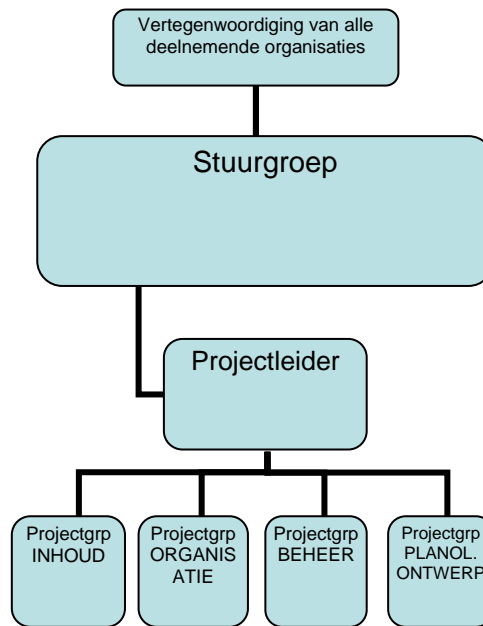 Vertegenwoordiging van alle
deelnemende organisaties
Stuurgroep
Projectleider
Projectgrp
INHOUD
Projectgrp
ORGANIS
ATIE
Projectgrp
BEHEER
Projectgrp
PLANOL.
ONTWERP